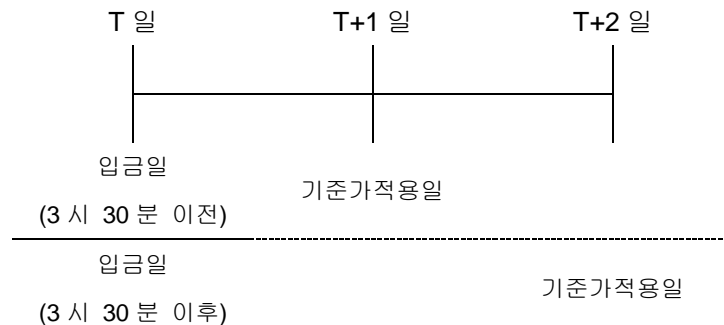 T 일 T+1 일 T+2 일
입금일
(3 시 30 분 이전)
기준가적용일
입금일
(3 시 30 분 이후)
기준가적용일